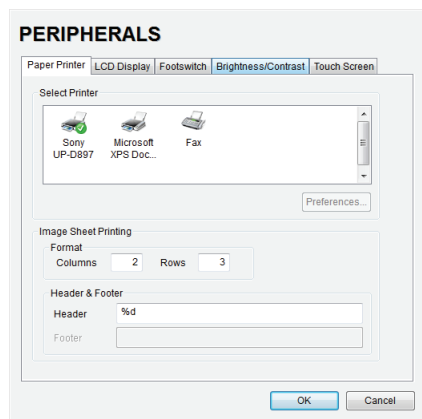 PERIPHERALS
Paper Printer LCD Display Footswitch Brightness/Contrast Touch Screen
Select Printer
Sony Microsoft Fax
UP-D897 XPS Doc...
Preferences...
Image Sheet Printing
Format
Columns 2 Rows 3
Header & Footer
Header %d
Footer
OK Cancel